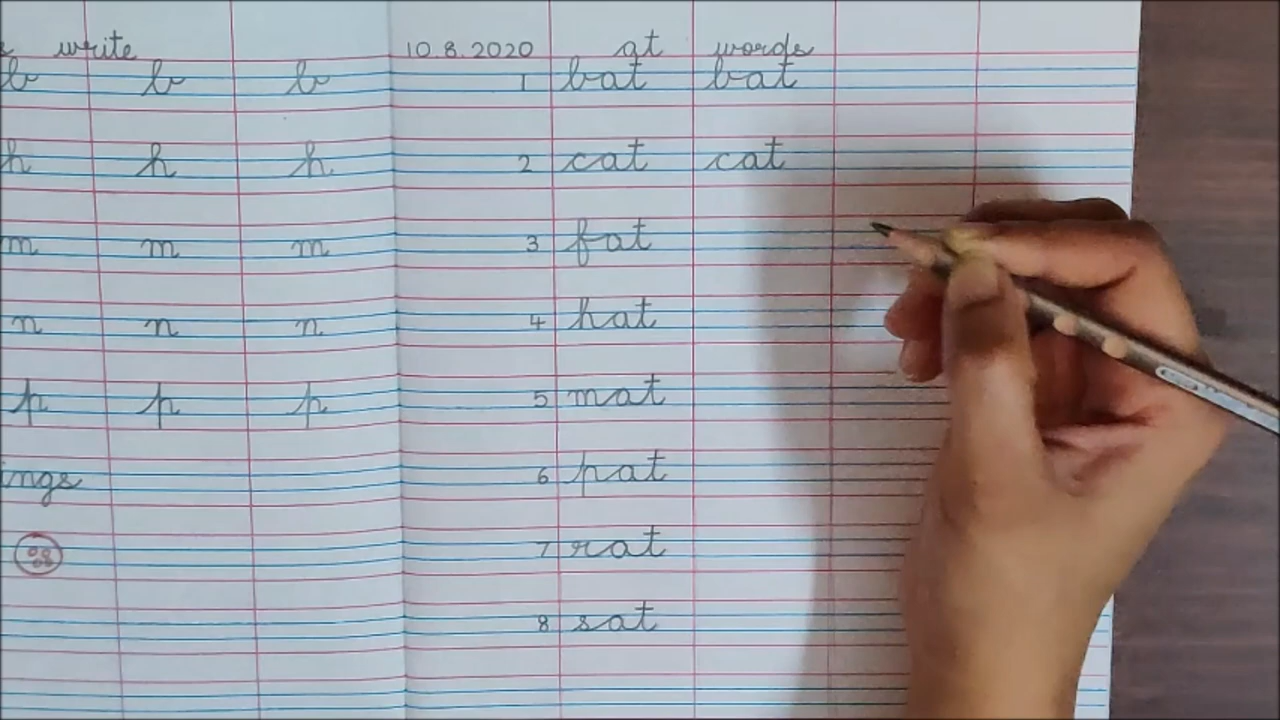 write 10.8.2020 at words
b b b 1 bat bat
h h h 2 cat cat
m m m 3 fat
n n n 4 hat
p p p 5 mat
ings 6 pat
7 rat
8 sat